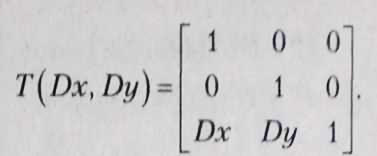 1 0 0
T(Dx, Dy) = 0 1 0 .
Dx Dy 1